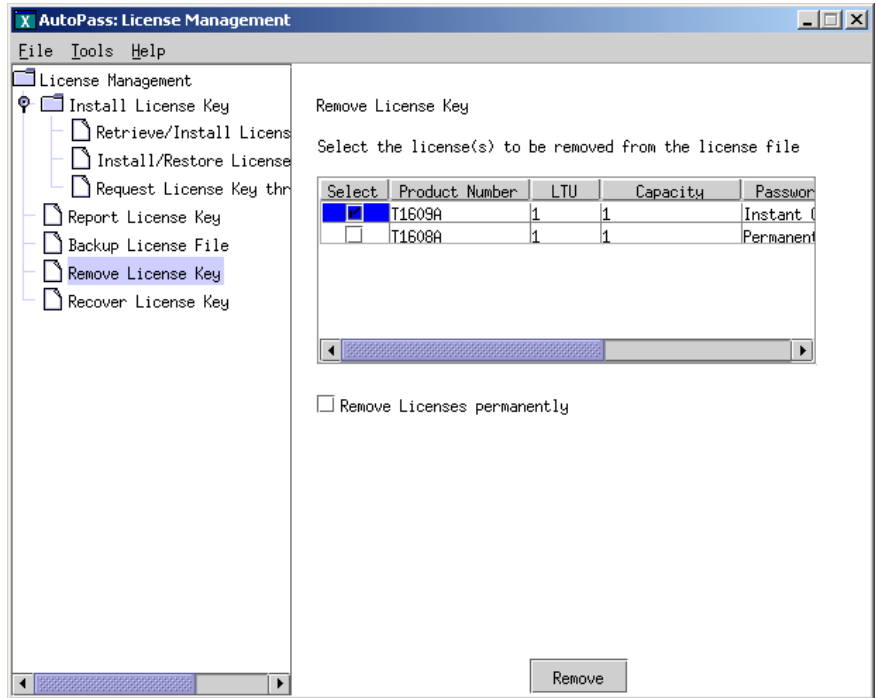 X AutoPass: License Management
File Tools Help
License Management
Install License Key
Retrieve/Install Licens
Install/Restore License
Request License Key thr
Report License Key
Backup License File
Remove License Key
Recover License Key
Remove License Key
Select the license(s) to be removed from the license file
Select Product Number LTU Capacity Passwor
T1609A 1 1 Instant
T1608A 1 1 Permanent
Remove Licenses permanently
Remove